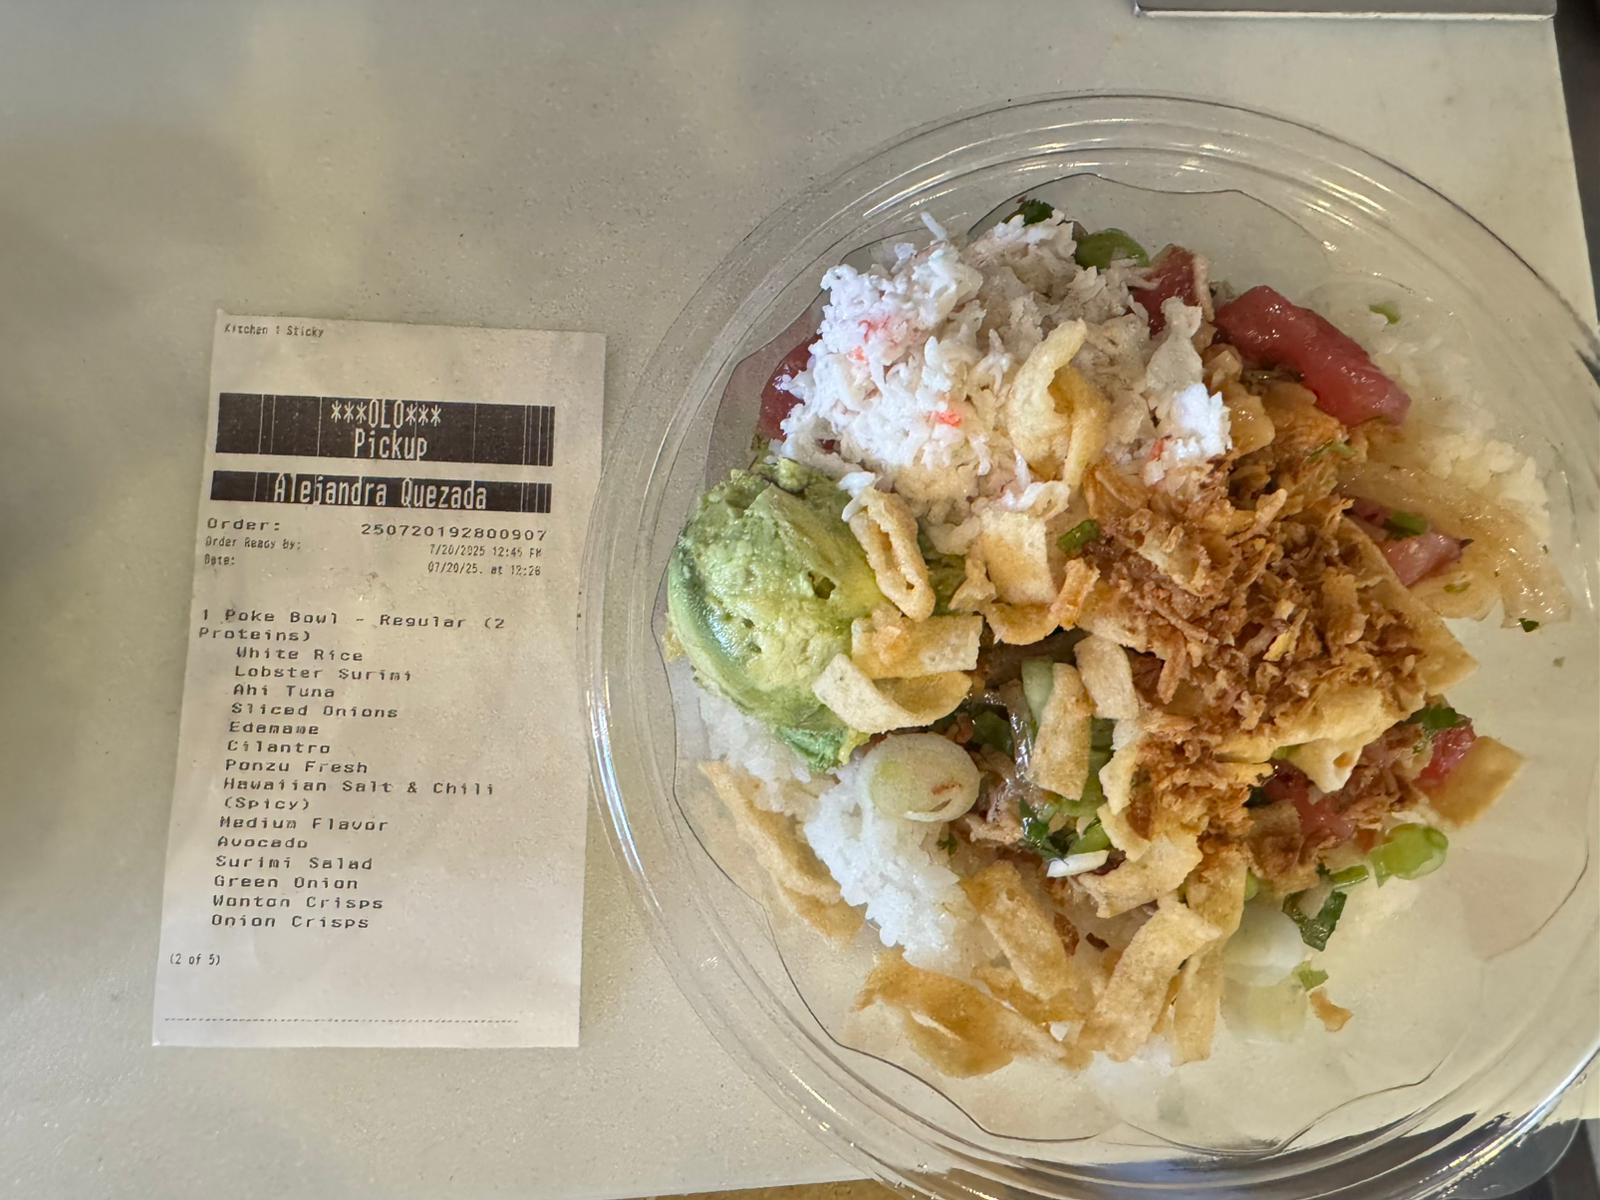 Kitchen 1 Sticky
***OLO***
Pickup
Alejandra Quezada
Order: 250720192800907
Order Ready By: 7/20/2025 12:45 PM
Date: 07/20/25. at 12:28
1 Poke Bowl - Regular (2
Proteins)
White Rice
Lobster Surimi
Ahi Tuna
Sliced Onions
Edamame
Cilantro
Ponzu Fresh
Hawaiian Salt & Chili
(Spicy)
Medium Flavor
Avocado
Surimi Salad
Green Onion
Wonton Crisps
Onion Crisps
(2 of 5)